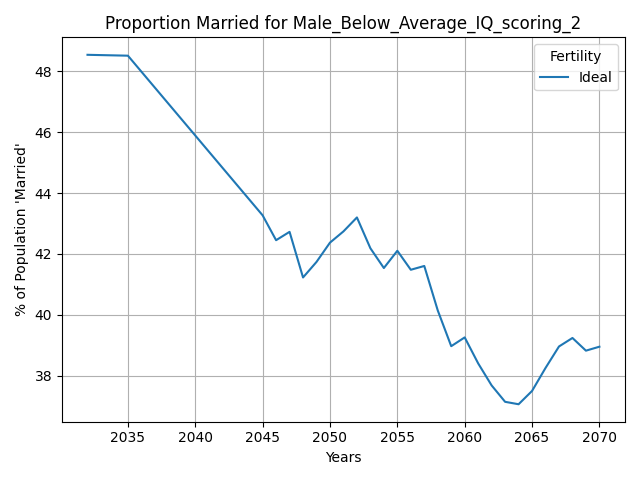 Proportion Married for Male_Below_Average_IQ_scoring_2
Fertility
Ideal
% of Population 'Married'
48
46
44
42
40
38
2035 2040 2045 2050 2055 2060 2065 2070
Years